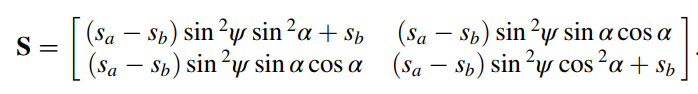 S = [ (s_a − s_b) sin²ψ sin²α + s_b    (s_a − s_b) sin²ψ sin α cos α
(s_a − s_b) sin²ψ sin α cos α    (s_a − s_b) sin²ψ cos²α + s_b ] .